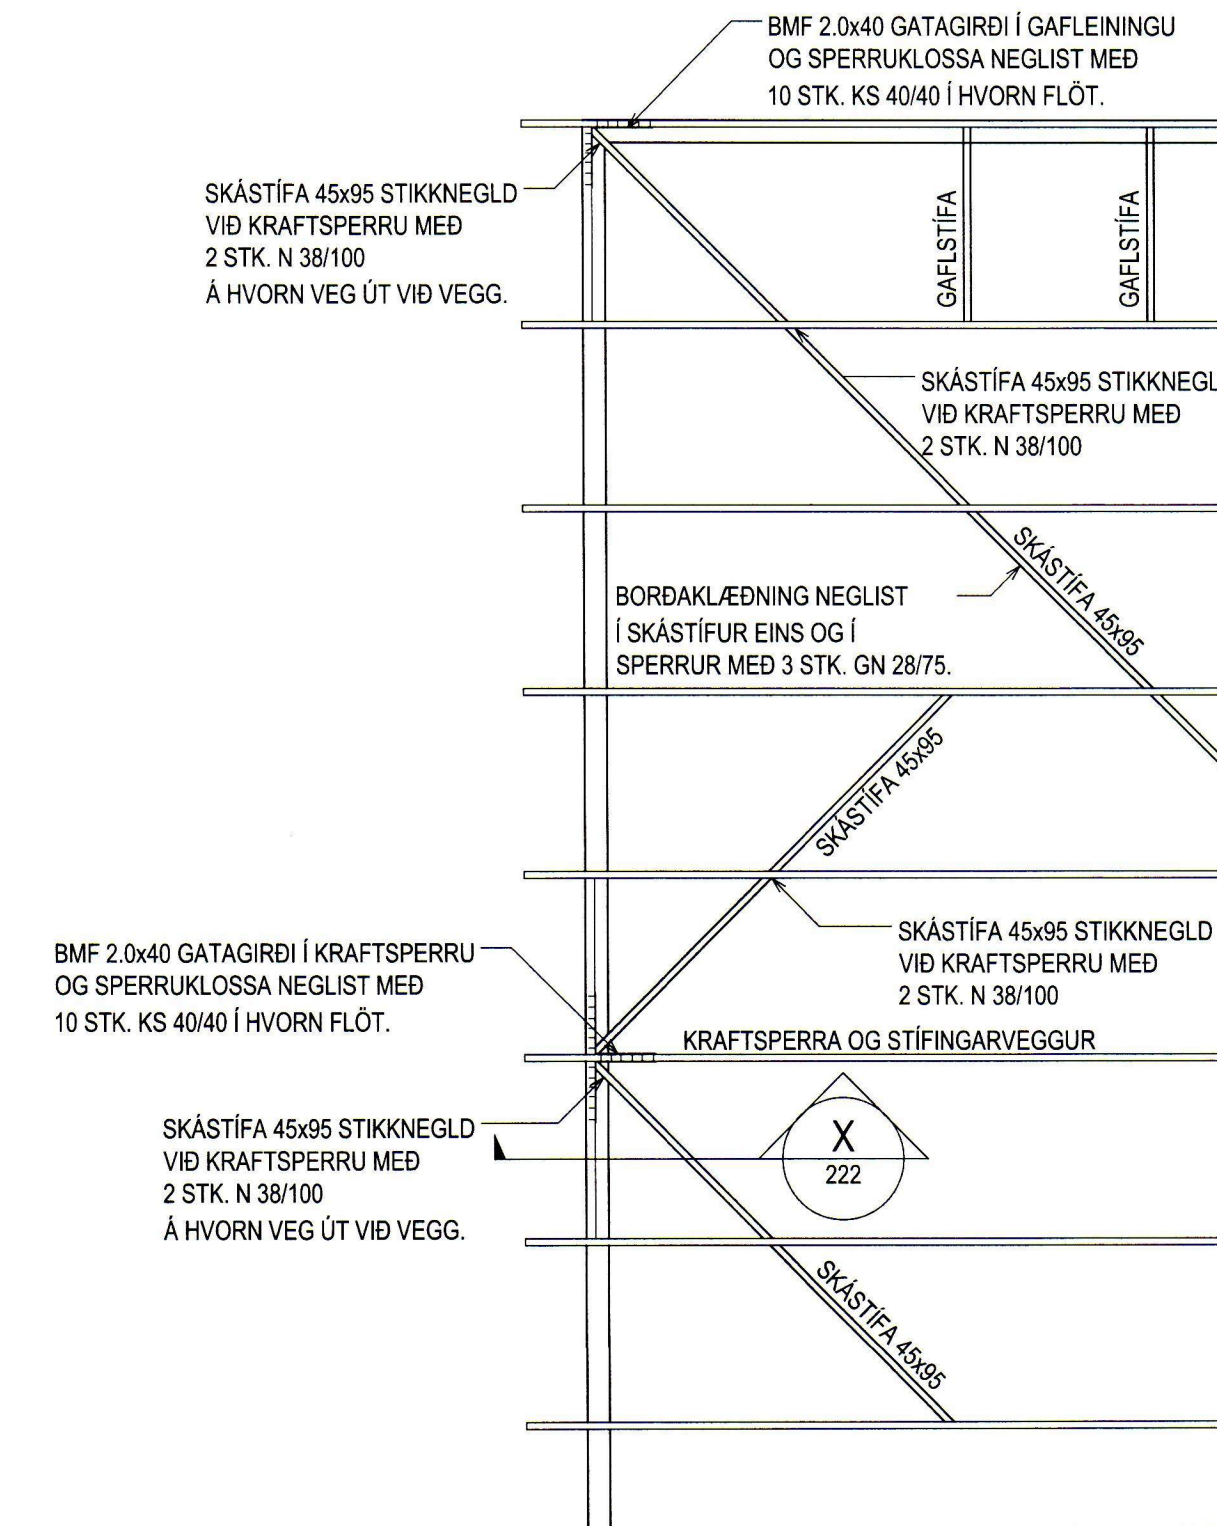 BMF 2.0x40 GATAGIRÐI Í GAFLEININGU
OG SPERRUKLOSSA NEGLIST MEÐ
10 STK. KS 40/40 Í HVORN FLÖT.
SKÁSTÍFA 45x95 STIKKNEGLD
VIÐ KRAFTSPERRU MEÐ
2 STK. N 38/100
Á HVORN VEG ÚT VIÐ VEGG.
GAFLSTÍFA
GAFLSTÍFA
SKÁSTÍFA 45x95 STIKKNEGL
VIÐ KRAFTSPERRU MEÐ
2 STK. N 38/100
SKÁSTÍFA 45x95
BORÐAKLÆÐNING NEGLIST
Í SKÁSTÍFUR EINS OG Í
SPERRUR MEÐ 3 STK. GN 28/75.
SKÁSTÍFA 45x95
SKÁSTÍFA 45x95 STIKKNEGLD
VIÐ KRAFTSPERRU MEÐ
2 STK. N 38/100
BMF 2.0x40 GATAGIRÐI Í KRAFTSPERRU
OG SPERRUKLOSSA NEGLIST MEÐ
10 STK. KS 40/40 Í HVORN FLÖT.
KRAFTSPERRA OG STÍFINGARVEGGUR
SKÁSTÍFA 45x95 STIKKNEGLD
VIÐ KRAFTSPERRU MEÐ
2 STK. N 38/100
Á HVORN VEG ÚT VIÐ VEGG.
X
222
SKÁSTÍFA 45x95